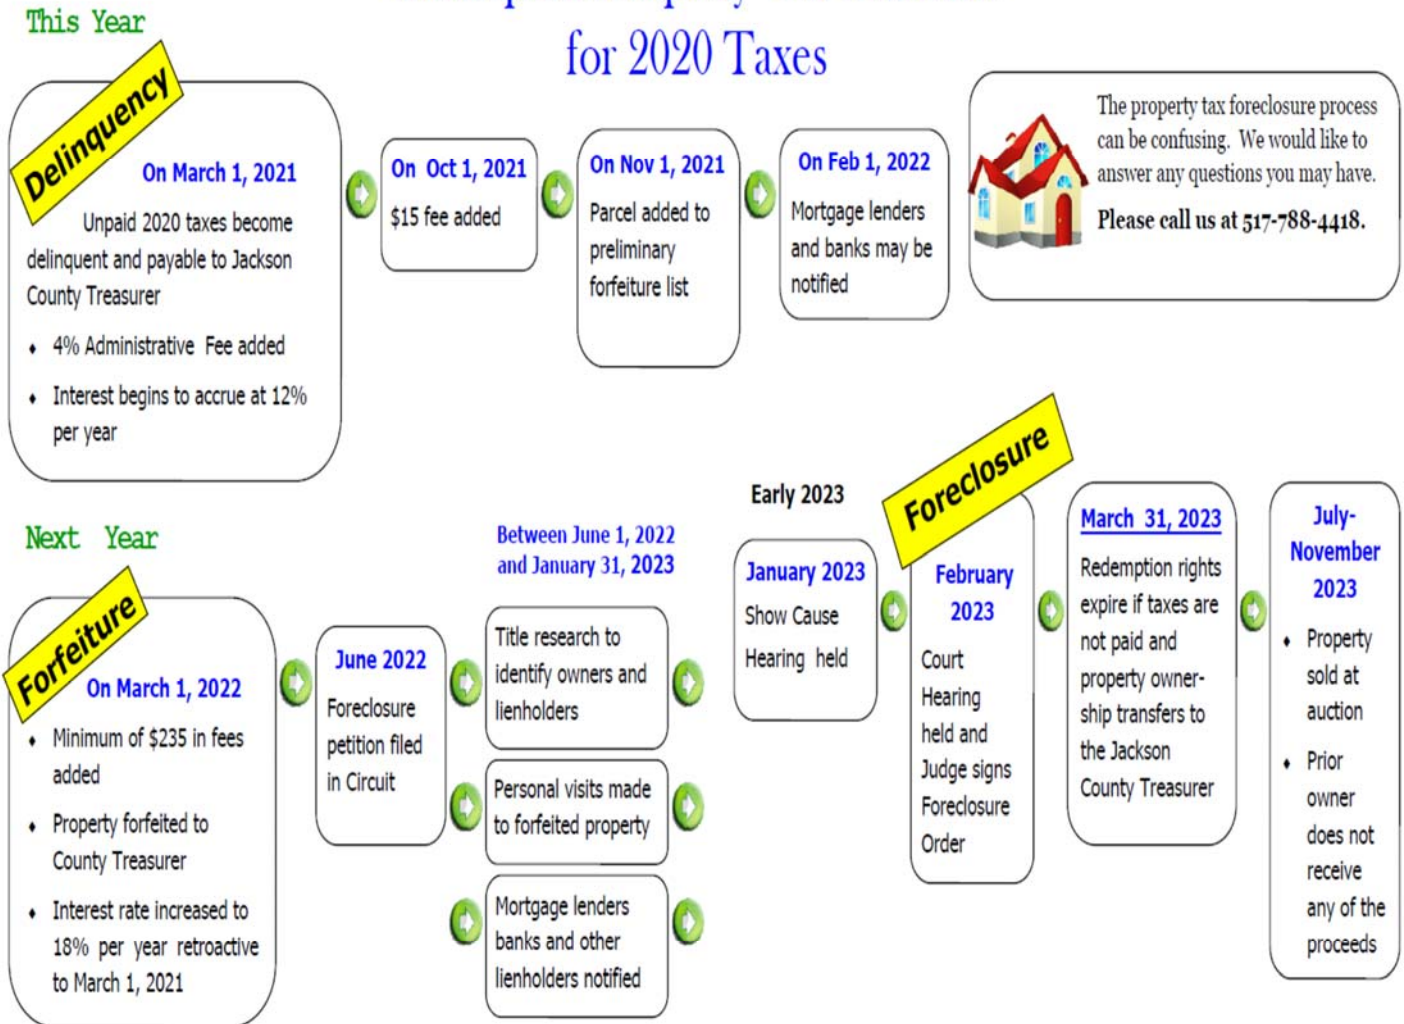 This Year
for 2020 Taxes
Delinquency
On March 1, 2021
Unpaid 2020 taxes become
delinquent and payable to Jackson
County Treasurer
⬧ 4% Administrative Fee added
⬧ Interest begins to accrue at 12%
per year
On Oct 1, 2021
$15 fee added
On Nov 1, 2021
Parcel added to
preliminary
forfeiture list
On Feb 1, 2022
Mortgage lenders
and banks may be
notified
The property tax foreclosure process
can be confusing. We would like to
answer any questions you may have.
Please call us at 517-788-4418.
Next Year
Forfeiture
On March 1, 2022
⬧ Minimum of $235 in fees
added
⬧ Property forfeited to
County Treasurer
⬧ Interest rate increased to
18% per year retroactive
to March 1, 2021
June 2022
Foreclosure
petition filed
in Circuit
Between June 1, 2022
and January 31, 2023
Title research to
identify owners and
lienholders
Personal visits made
to forfeited property
Mortgage lenders
banks and other
lienholders notified
Early 2023
January 2023
Show Cause
Hearing held
Foreclosure
February
2023
Court
Hearing
held and
Judge signs
Foreclosure
Order
March 31, 2023
Redemption rights
expire if taxes are
not paid and
property owner-
ship transfers to
the Jackson
County Treasurer
July-
November
2023
⬧ Property
sold at
auction
⬧ Prior
owner
does not
receive
any of the
proceeds